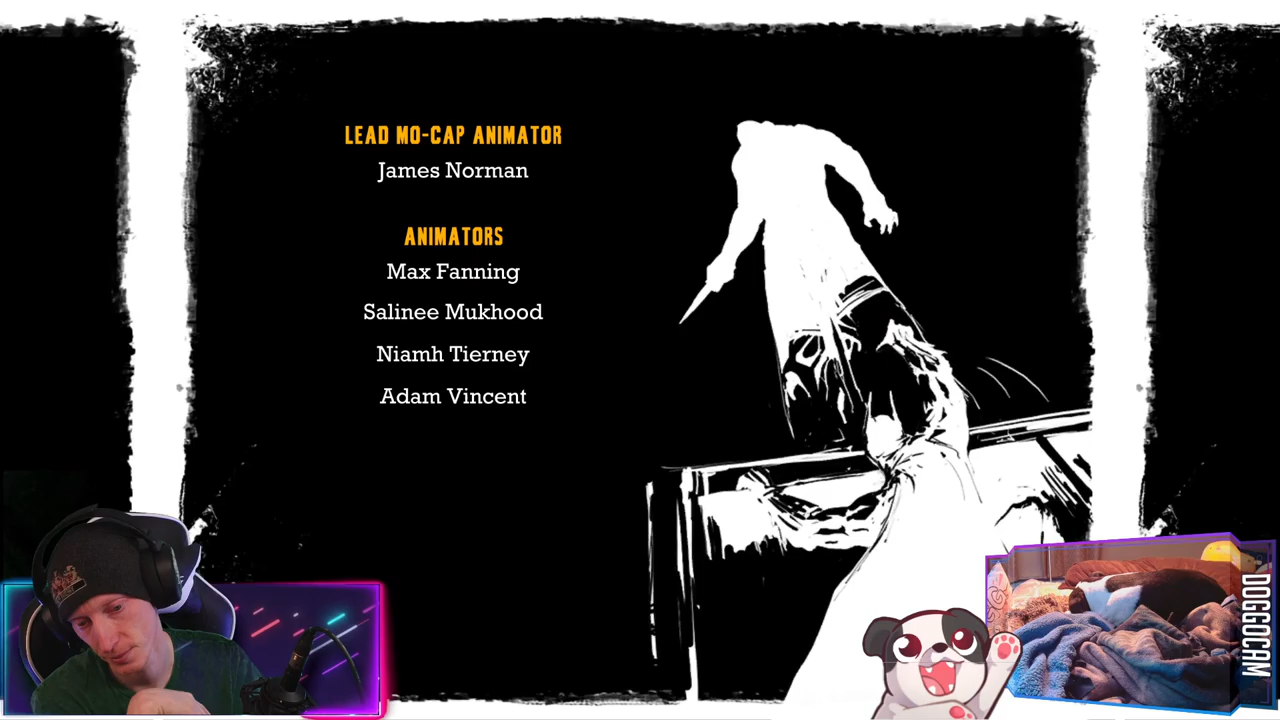 LEAD MO-CAP ANIMATOR
James Norman
ANIMATORS
Max Fanning
Salinee Mukhood
Niamh Tierney
Adam Vincent
DOGGOCAM